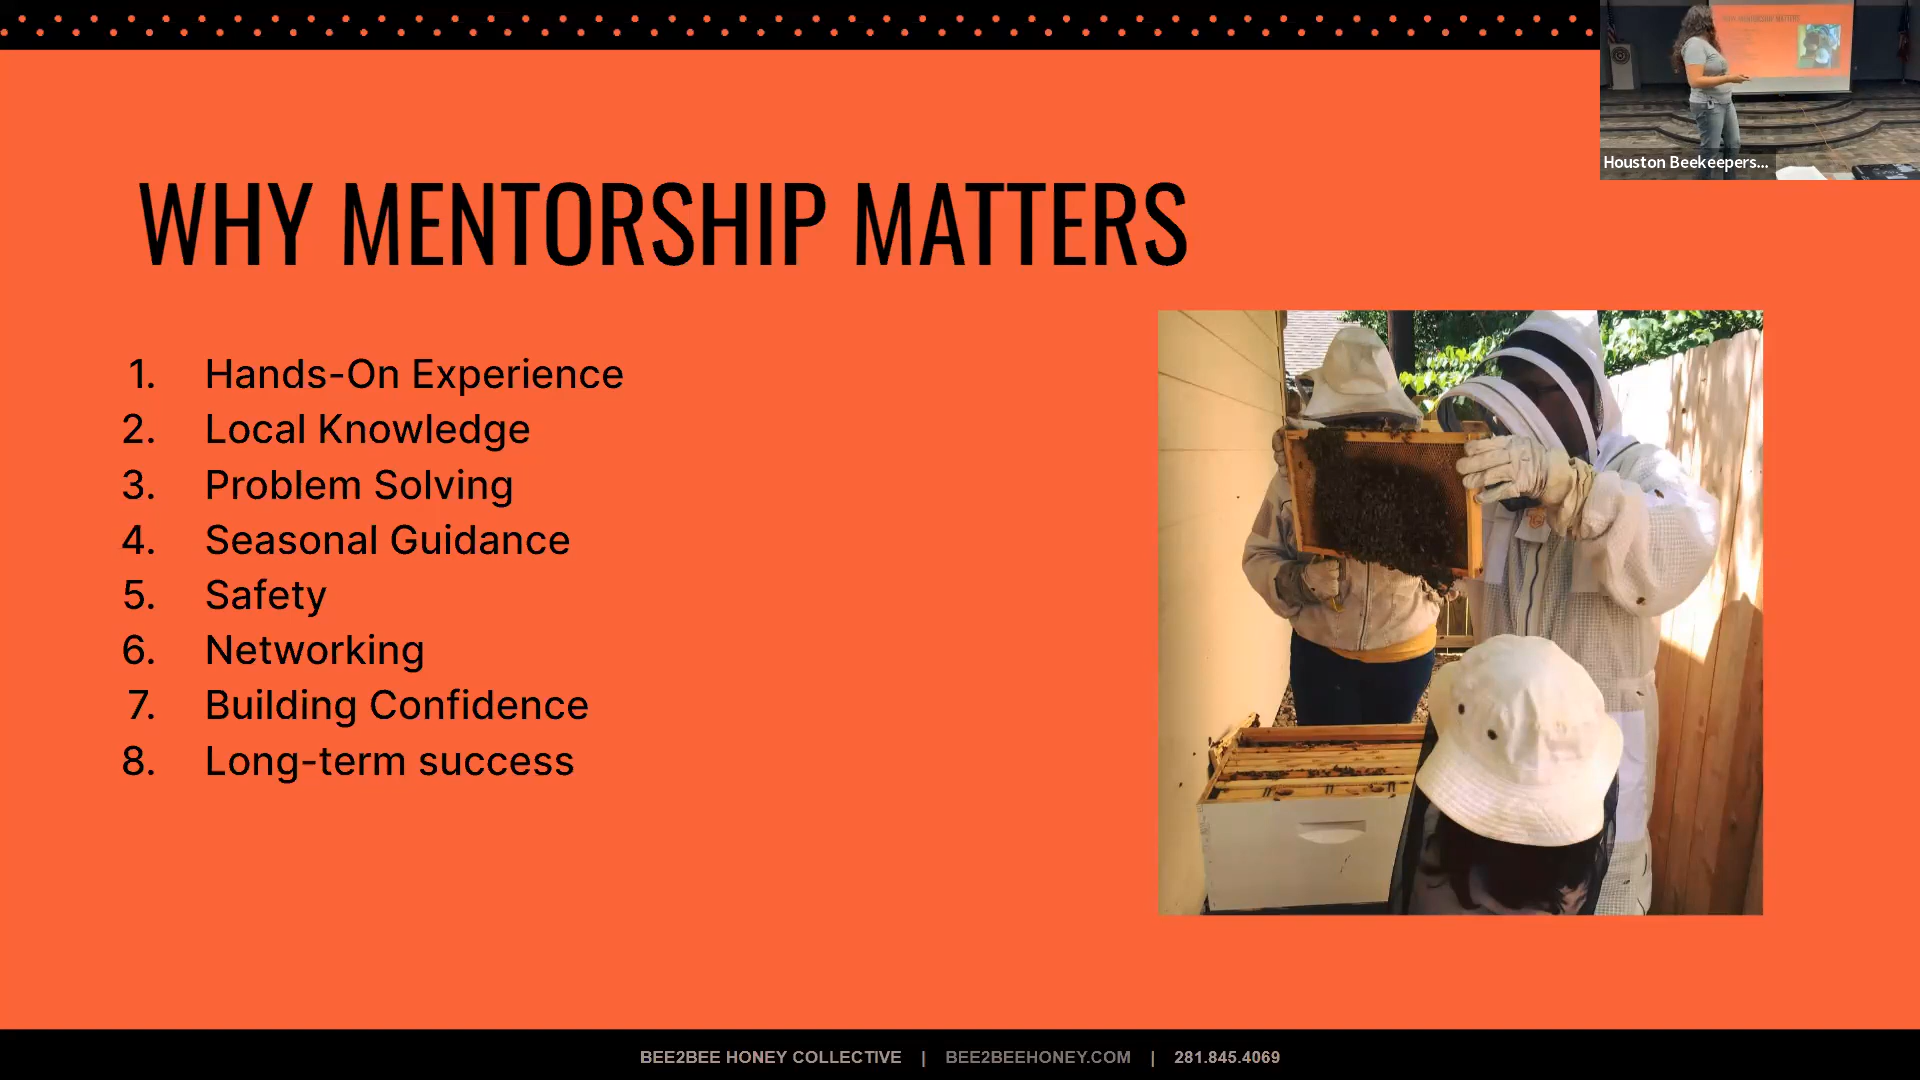 Houston Beekeepers...
WHY MENTORSHIP MATTERS
1. Hands-On Experience
2. Local Knowledge
3. Problem Solving
4. Seasonal Guidance
5. Safety
6. Networking
7. Building Confidence
8. Long-term success
BEE2BEE HONEY COLLECTIVE | BEE2BEEHONEY.COM | 281.845.4069